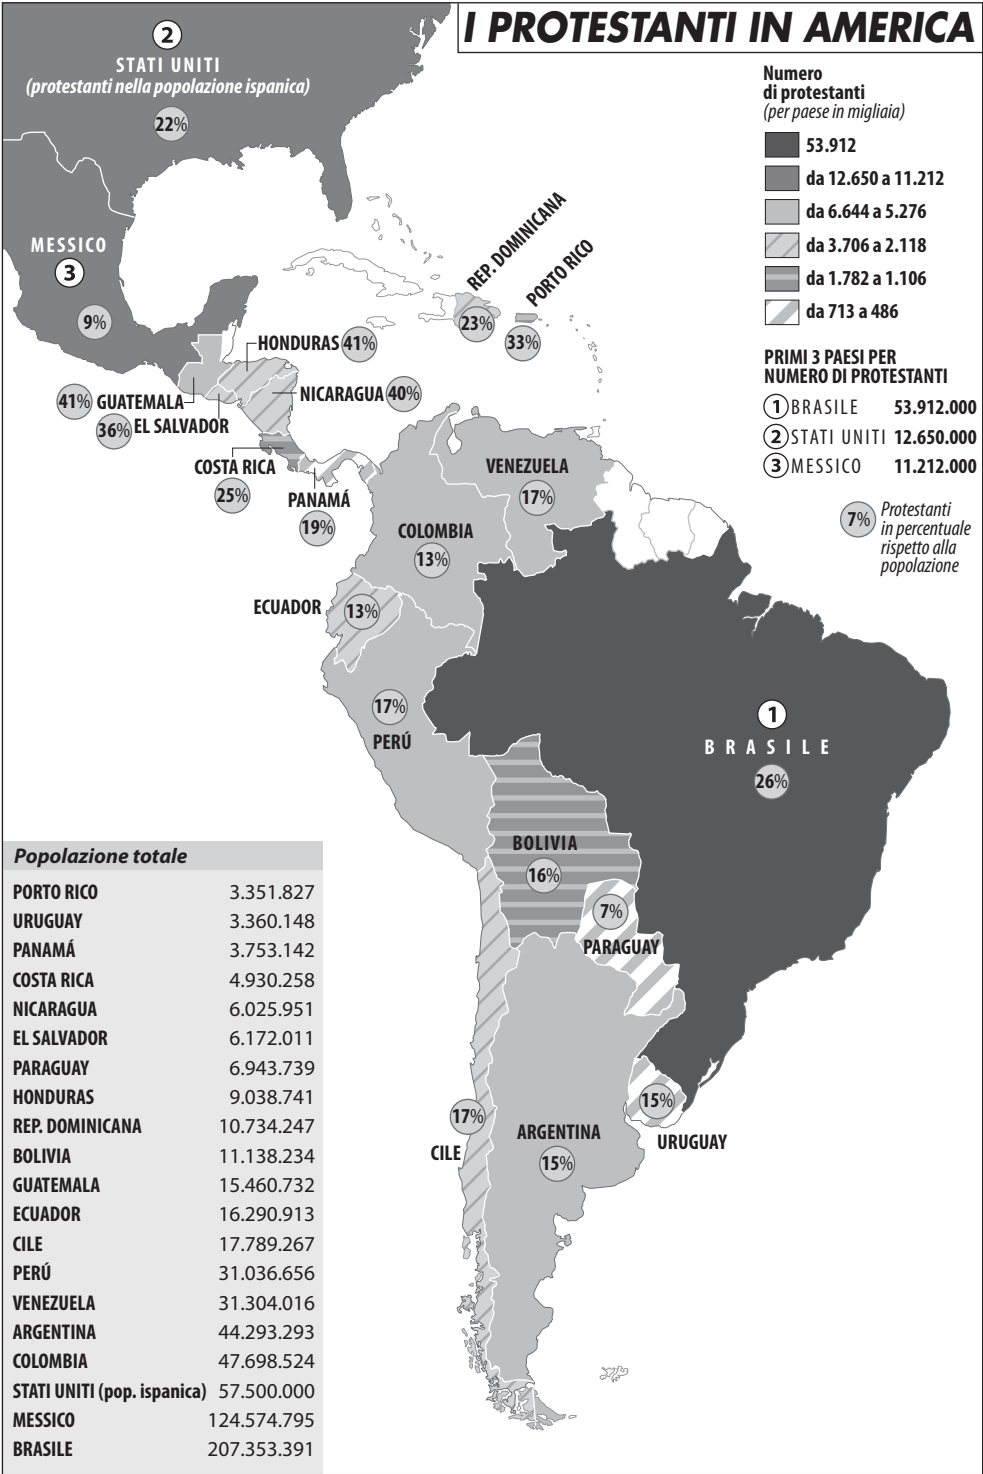 I PROTESTANTI IN AMERICA
2
STATI UNITI
(protestanti nella popolazione ispanica)
22%
MESSICO
3
9%
Numero
di protestanti
(per paese in migliaia)
53.912
da 12.650 a 11.212
da 6.644 a 5.276
da 3.706 a 2.118
da 1.782 a 1.106
da 713 a 486
PRIMI 3 PAESI PER
NUMERO DI PROTESTANTI
1 BRASILE 53.912.000
2 STATI UNITI 12.650.000
3 MESSICO 11.212.000
7% Protestanti
in percentuale
rispetto alla
popolazione
REP. DOMINICANA
23%
PORTO RICO
33%
HONDURAS 41%
NICARAGUA 40%
41% GUATEMALA
36% EL SALVADOR
COSTA RICA
25%
PANAMÁ
19%
VENEZUELA
17%
COLOMBIA
13%
ECUADOR 13%
17%
PERÚ
1
BRASILE
26%
BOLIVIA
16%
7%
PARAGUAY
17%
CILE
ARGENTINA
15%
15%
URUGUAY
Popolazione totale
PORTO RICO 3.351.827
URUGUAY 3.360.148
PANAMÁ 3.753.142
COSTA RICA 4.930.258
NICARAGUA 6.025.951
EL SALVADOR 6.172.011
PARAGUAY 6.943.739
HONDURAS 9.038.741
REP. DOMINICANA 10.734.247
BOLIVIA 11.138.234
GUATEMALA 15.460.732
ECUADOR 16.290.913
CILE 17.789.267
PERÚ 31.036.656
VENEZUELA 31.304.016
ARGENTINA 44.293.293
COLOMBIA 47.698.524
STATI UNITI (pop. ispanica) 57.500.000
MESSICO 124.574.795
BRASILE 207.353.391